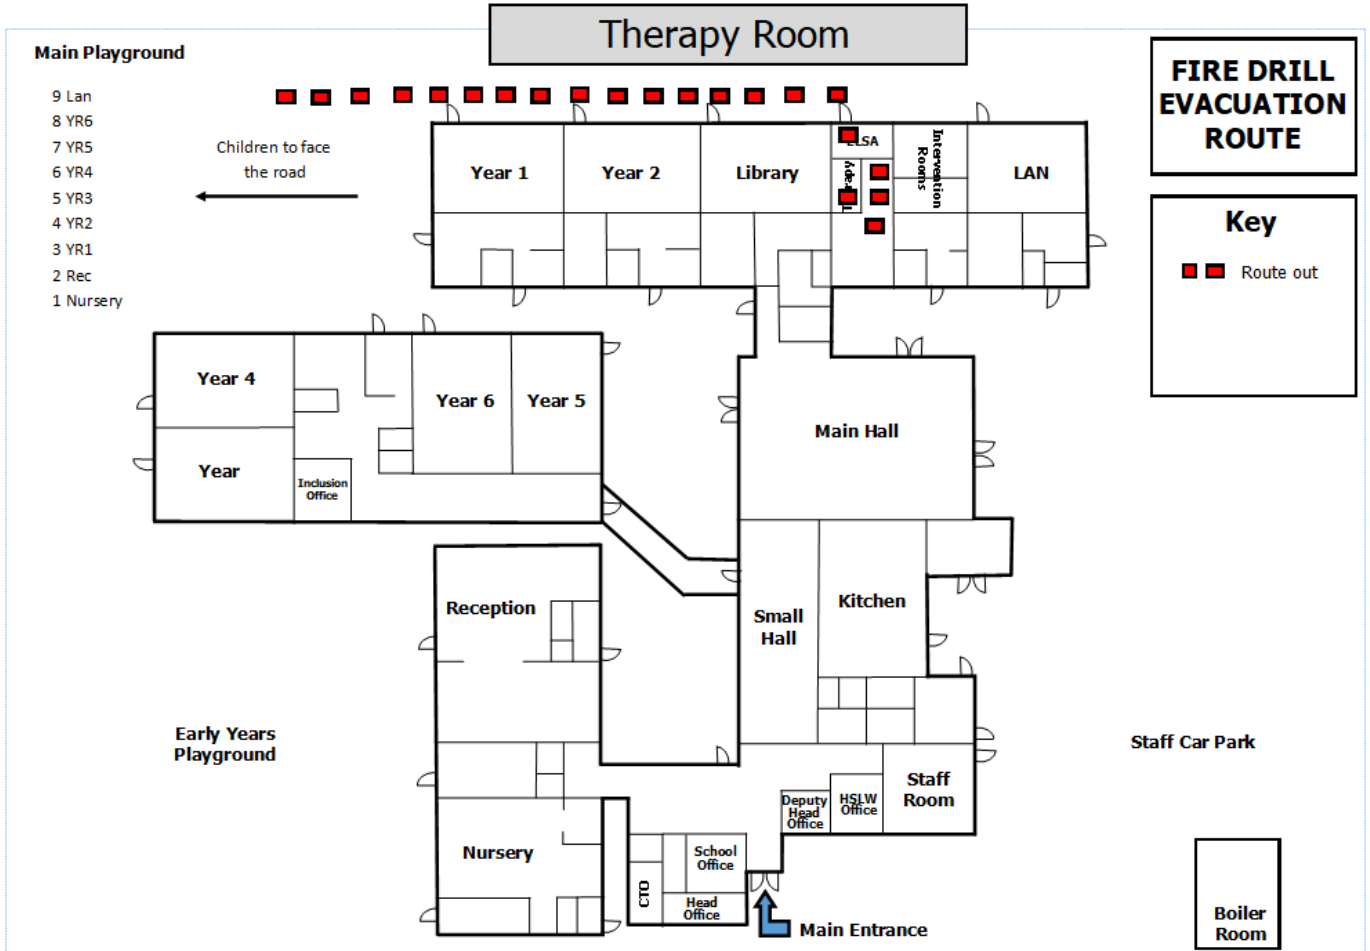 Therapy Room
Main Playground
9 Lan
8 YR6
7 YR5
6 YR4
5 YR3
4 YR2
3 YR1
2 Rec
1 Nursery
Children to face
the road
FIRE DRILL
EVACUATION
ROUTE
Key
Route out
Year 1
Year 2
Library
Intervention
Rooms
LAN
Year 4
Year 6
Year 5
Year
Inclusion
Office
Main Hall
Reception
Small
Hall
Kitchen
Early Years
Playground
Staff Car Park
Staff
Room
HSLW
Office
Deputy
Head
Office
Nursery
School
Office
CTO
Head
Office
Main Entrance
Boiler
Room